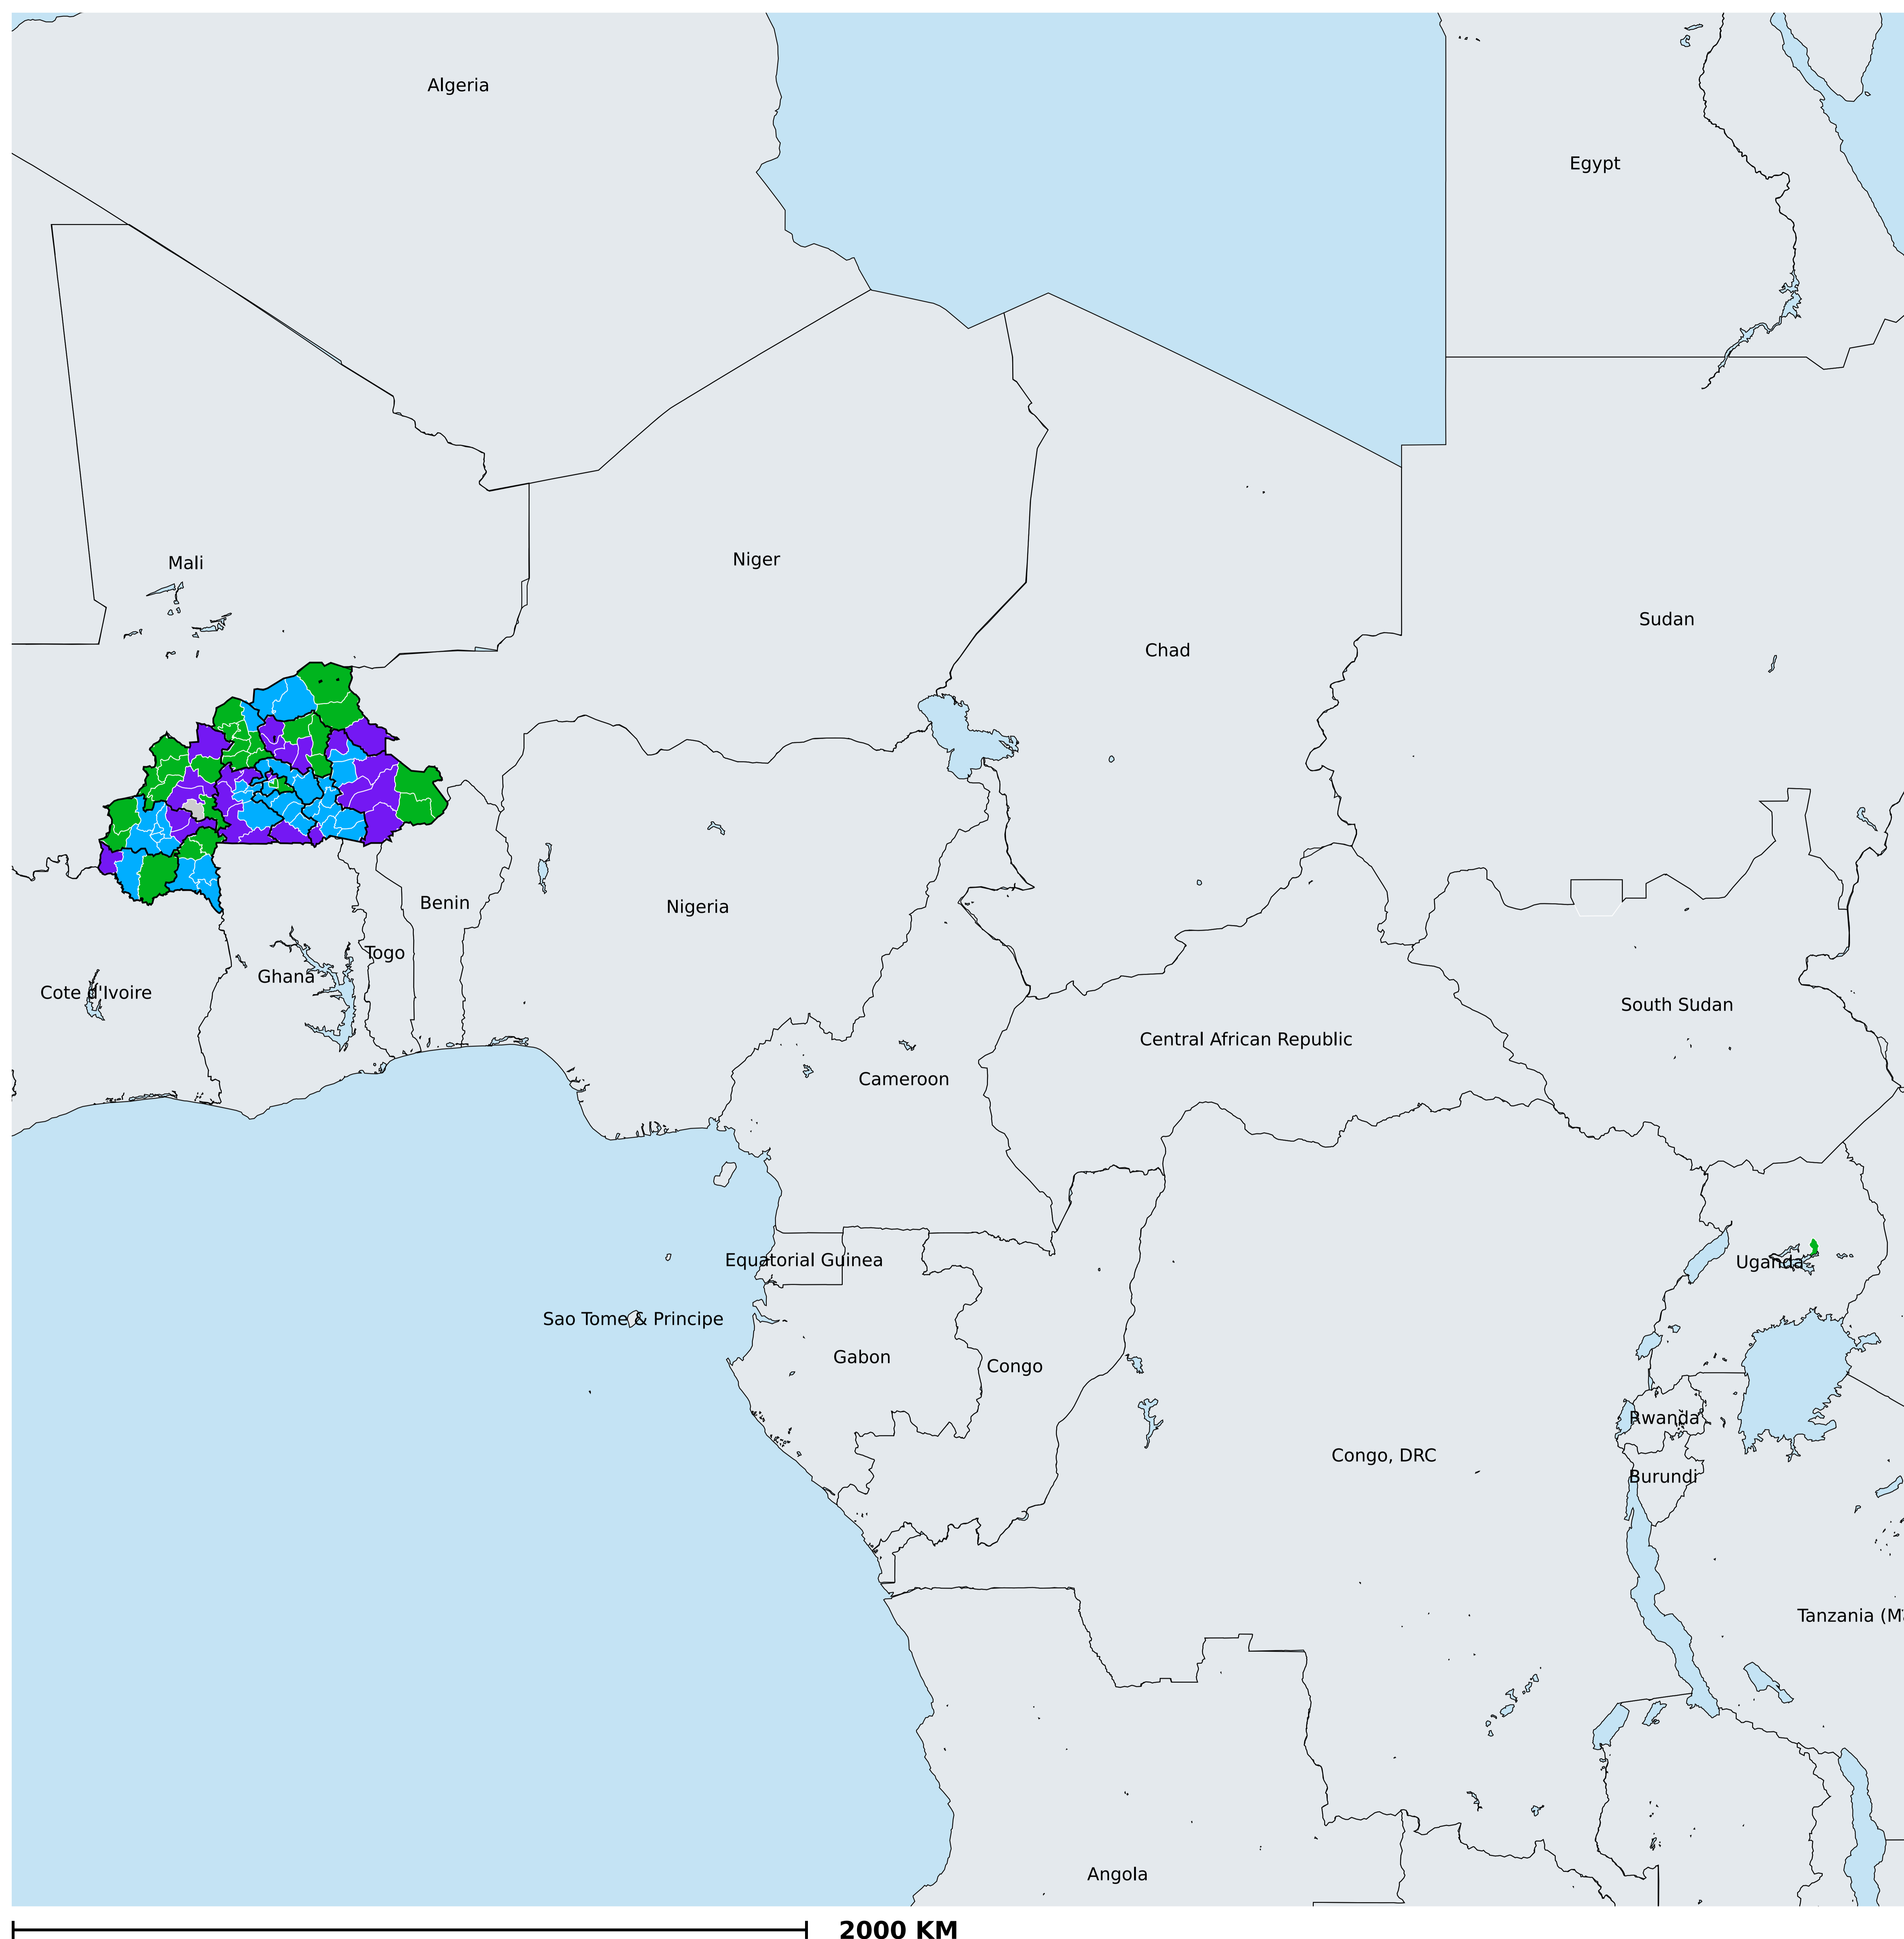 Algeria
Egypt
Mali
Niger
Sudan
Chad
Benin
Nigeria
Togo
Ghana
Cote d'Ivoire
South Sudan
Central African Republic
Cameroon
Equatorial Guinea
Uganda
Sao Tome & Principe
Gabon
Congo
Rwanda
Congo, DRC
Burundi
Tanzania (M
Angola
2000 KM